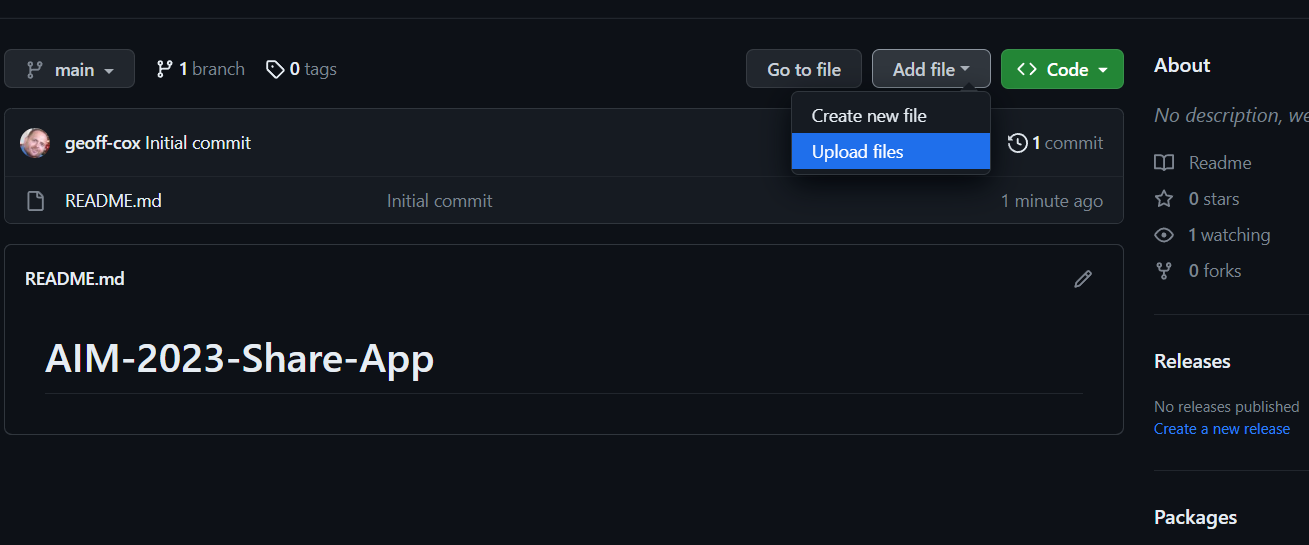 main
1 branch
0 tags
Go to file
Add file
Code
Create new file
Upload files
geoff-cox Initial commit
1 commit
README.md
Initial commit
1 minute ago
README.md
AIM-2023-Share-App
About
No description, we
Readme
0 stars
1 watching
0 forks
Releases
No releases published
Create a new release
Packages